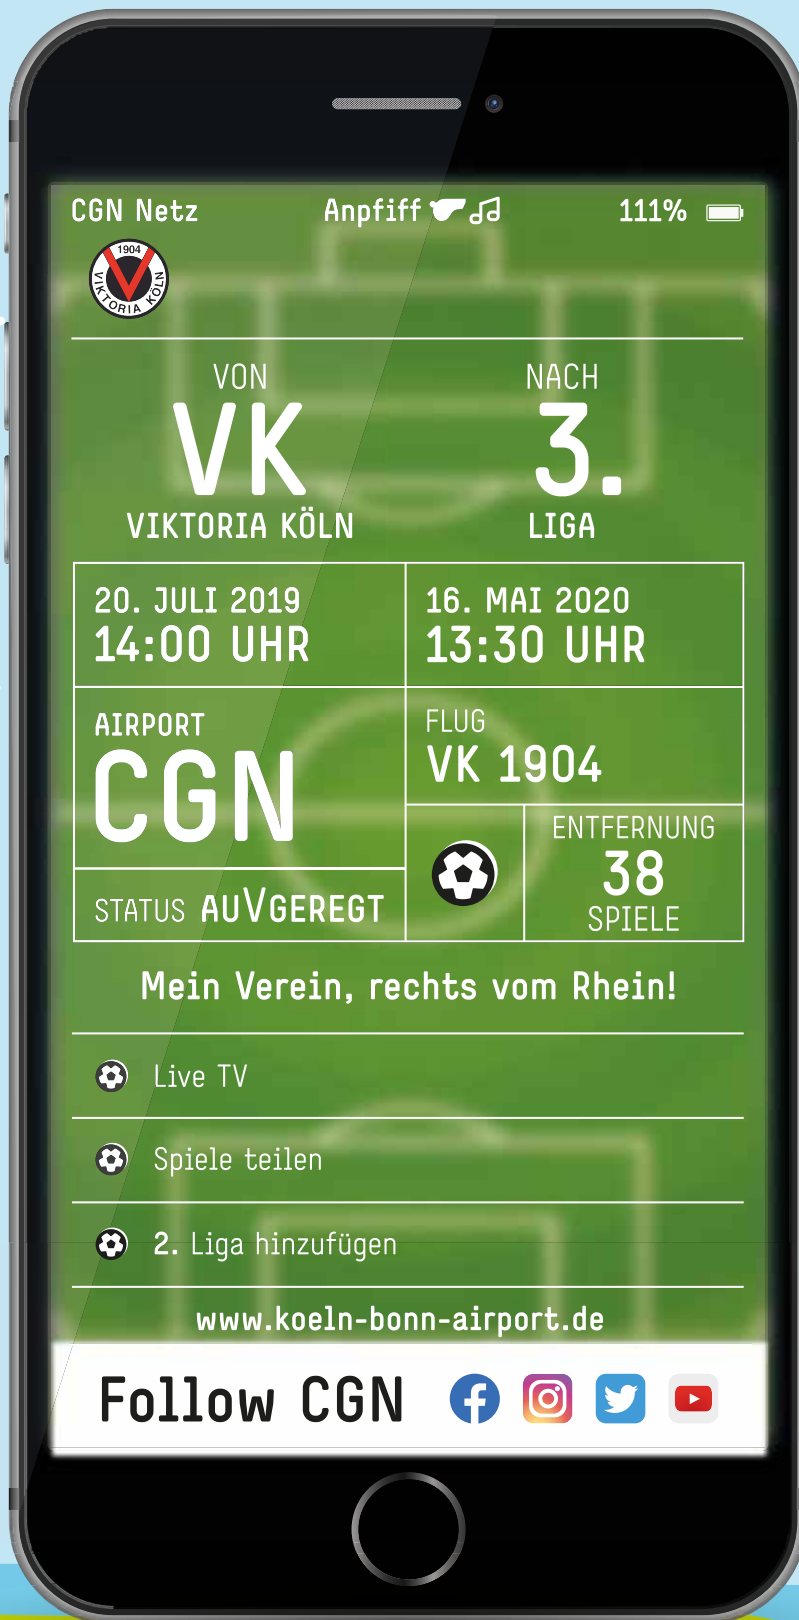 CGN Netz Anpfiff 111%
1904
VIKTORIA KÖLN
VON NACH
VK 3.
VIKTORIA KÖLN LIGA
20. JULI 2019 16. MAI 2020
14:00 UHR 13:30 UHR
AIRPORT
CGN
FLUG
VK 1904
STATUS AUVGEREGT
ENTFERNUNG
38
SPIELE
Mein Verein, rechts vom Rhein!
Live TV
Spiele teilen
2. Liga hinzufügen
www.koeln-bonn-airport.de
Follow CGN